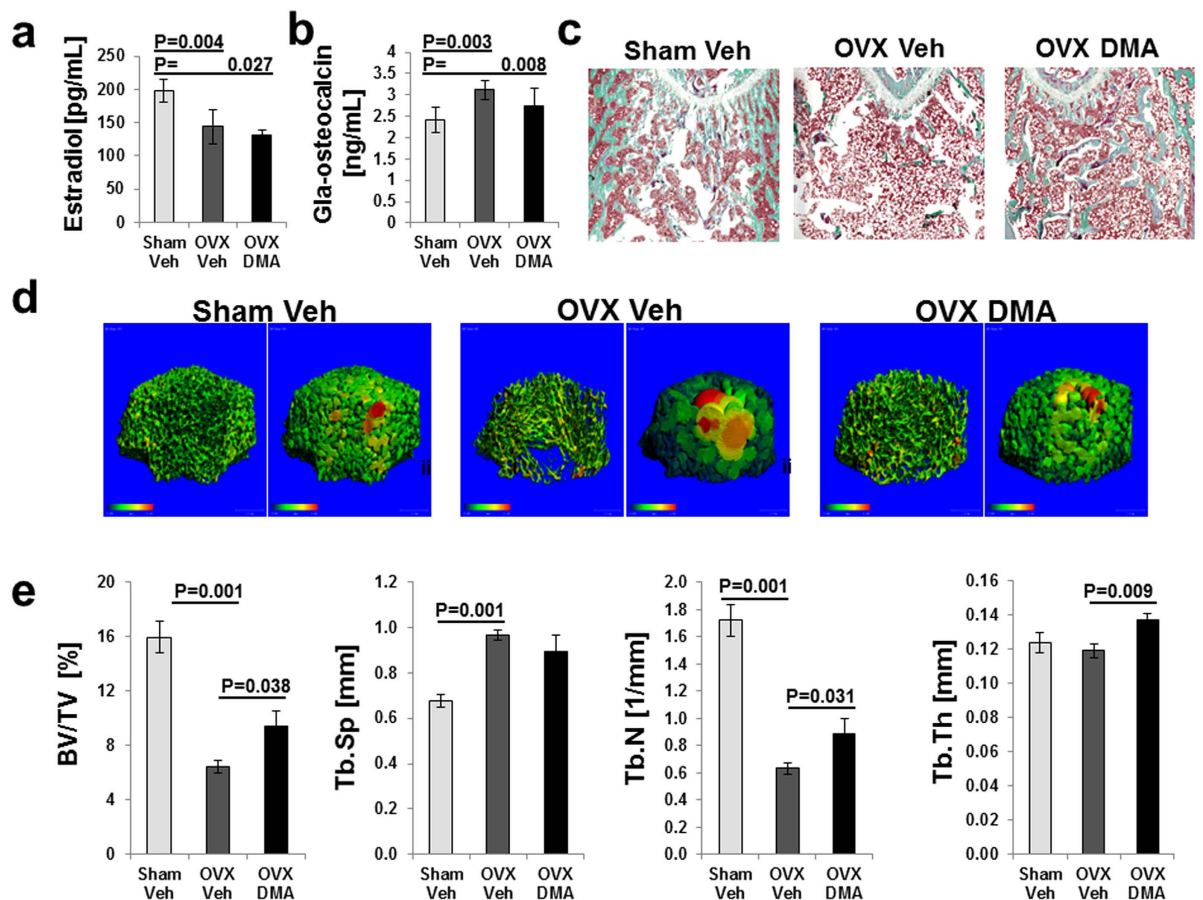 a
P=0.004
P= 0.027
Estradiol [pg/mL]
250
200
150
100
50
0
Sham Veh
OVX Veh
OVX DMA
b
P=0.003
P= 0.008
Gla-osteocalcin [ng/mL]
4
3.5
3
2.5
2
1.5
1
0.5
0
Sham Veh
OVX Veh
OVX DMA
c
Sham Veh
OVX Veh
OVX DMA
d
Sham Veh
OVX Veh
OVX DMA
ii
ii
e
BV/TV [%]
20
16
12
8
4
0
P=0.001
P=0.038
Sham Veh
OVX Veh
OVX DMA
Tb.Sp [mm]
1.2
1.0
0.8
0.6
0.4
0.2
0.0
P=0.001
Sham Veh
OVX Veh
OVX DMA
Tb.N [1/mm]
2.0
1.8
1.6
1.4
1.2
1.0
0.8
0.6
0.4
0.2
0.0
P=0.001
P=0.031
Sham Veh
OVX Veh
OVX DMA
Tb.Th [mm]
0.16
0.14
0.12
0.10
0.08
0.06
0.04
0.02
0.00
P=0.009
Sham Veh
OVX Veh
OVX DMA